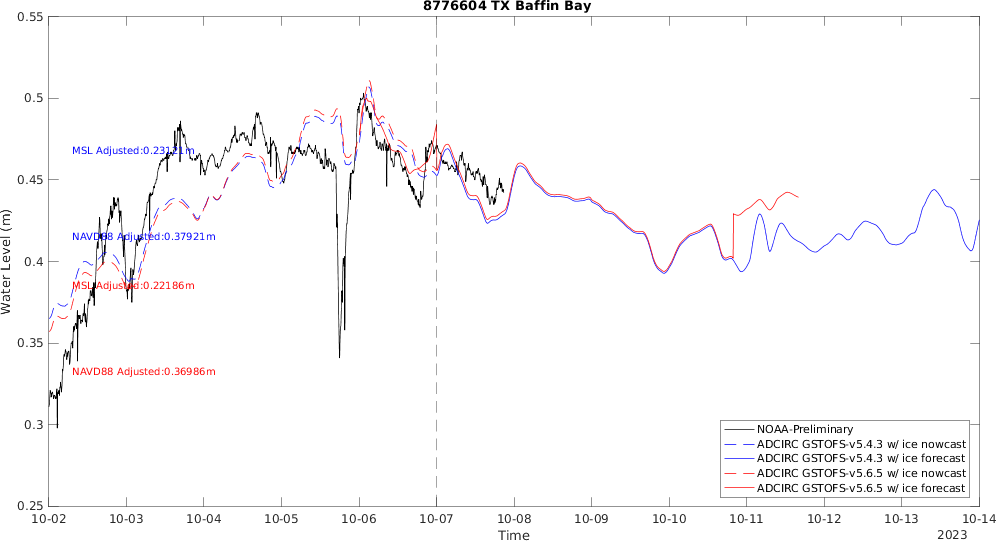 8776604 TX Baffin Bay
0.55
0.5
0.45
0.4
0.35
0.3
0.25
Water Level (m)
MSL Adjusted:0.23121m
NAVD88 Adjusted:0.37921m
MSL Adjusted:0.22186m
NAVD88 Adjusted:0.36986m
NOAA-Preliminary
ADCIRC GSTOFS-v5.4.3 w/ ice nowcast
ADCIRC GSTOFS-v5.4.3 w/ ice forecast
ADCIRC GSTOFS-v5.6.5 w/ ice nowcast
ADCIRC GSTOFS-v5.6.5 w/ ice forecast
10-02 10-03 10-04 10-05 10-06 10-07 10-08 10-09 10-10 10-11 10-12 10-13 10-14
Time
2023